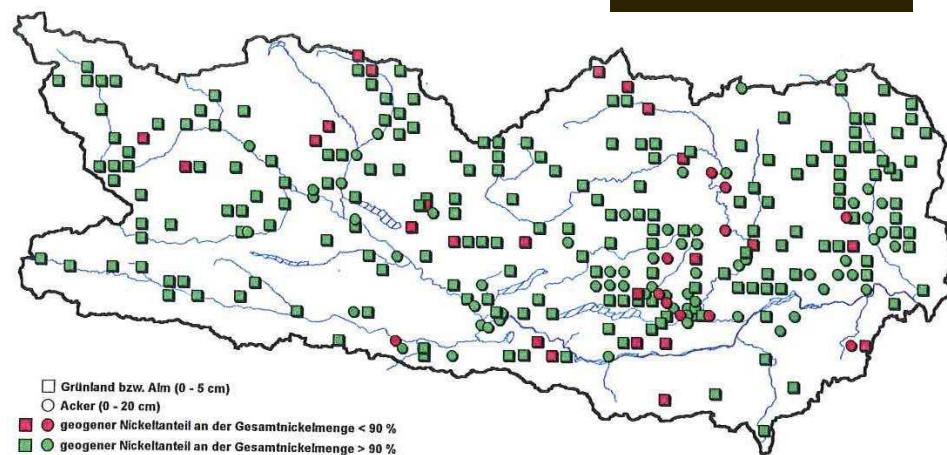 Grünland bzw. Alm (0 - 5 cm)
Acker (0 - 20 cm)
geogener Nickeltanteil an der Gesamtnickelmenge < 90 %
geogener Nickeltanteil an der Gesamtnickelmenge > 90 %